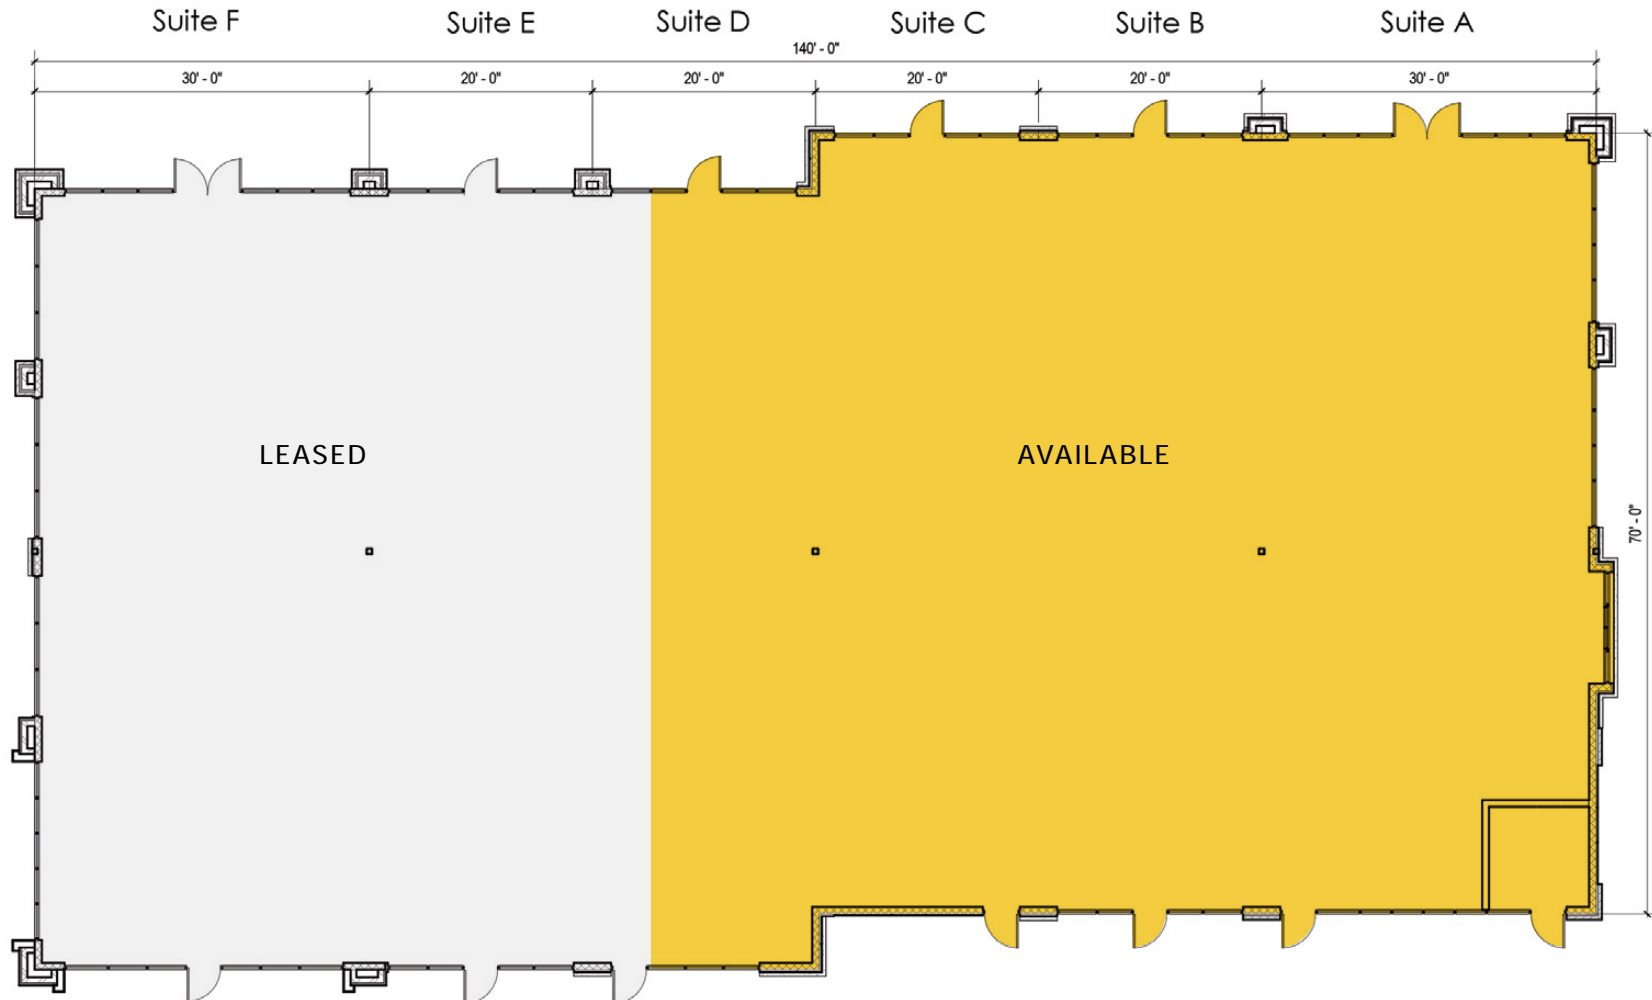 Suite F Suite E Suite D Suite C Suite B Suite A
140' - 0"
30' - 0" 20' - 0" 20' - 0" 20' - 0" 20' - 0" 30' - 0"
LEASED AVAILABLE
70' - 0"